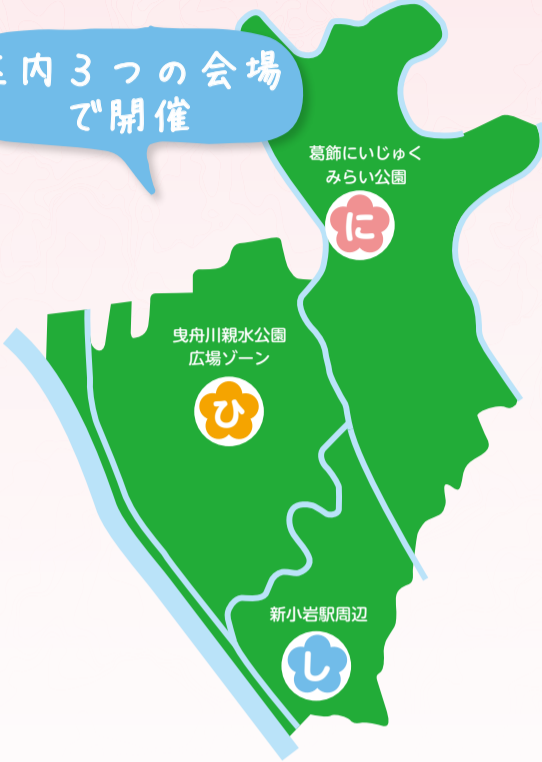 内3つの会場
で開催
葛飾にいじゅく
みらい公園
に
曳舟川親水公園
広場ゾーン
ひ
新小岩駅周辺
し